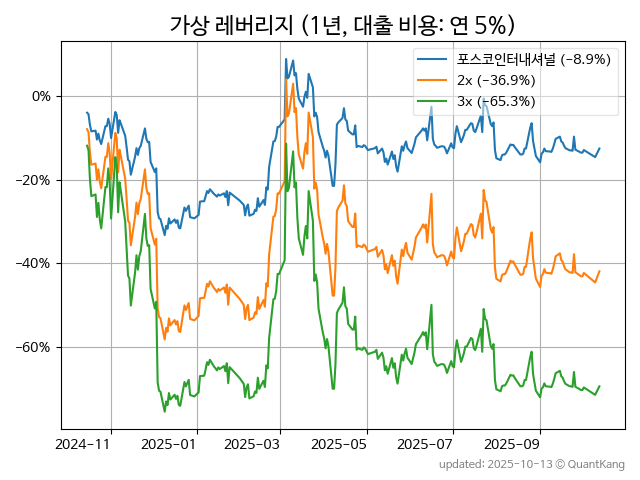 가상 레버리지 (1년, 대출 비용: 연 5%)
포스코인터내셔널 (−8.9%)
2x (−36.9%)
3x (−65.3%)
0%
−20%
−40%
−60%
2024-11
2025-01
2025-03
2025-05
2025-07
2025-09
updated: 2025-10-13 © QuantKang